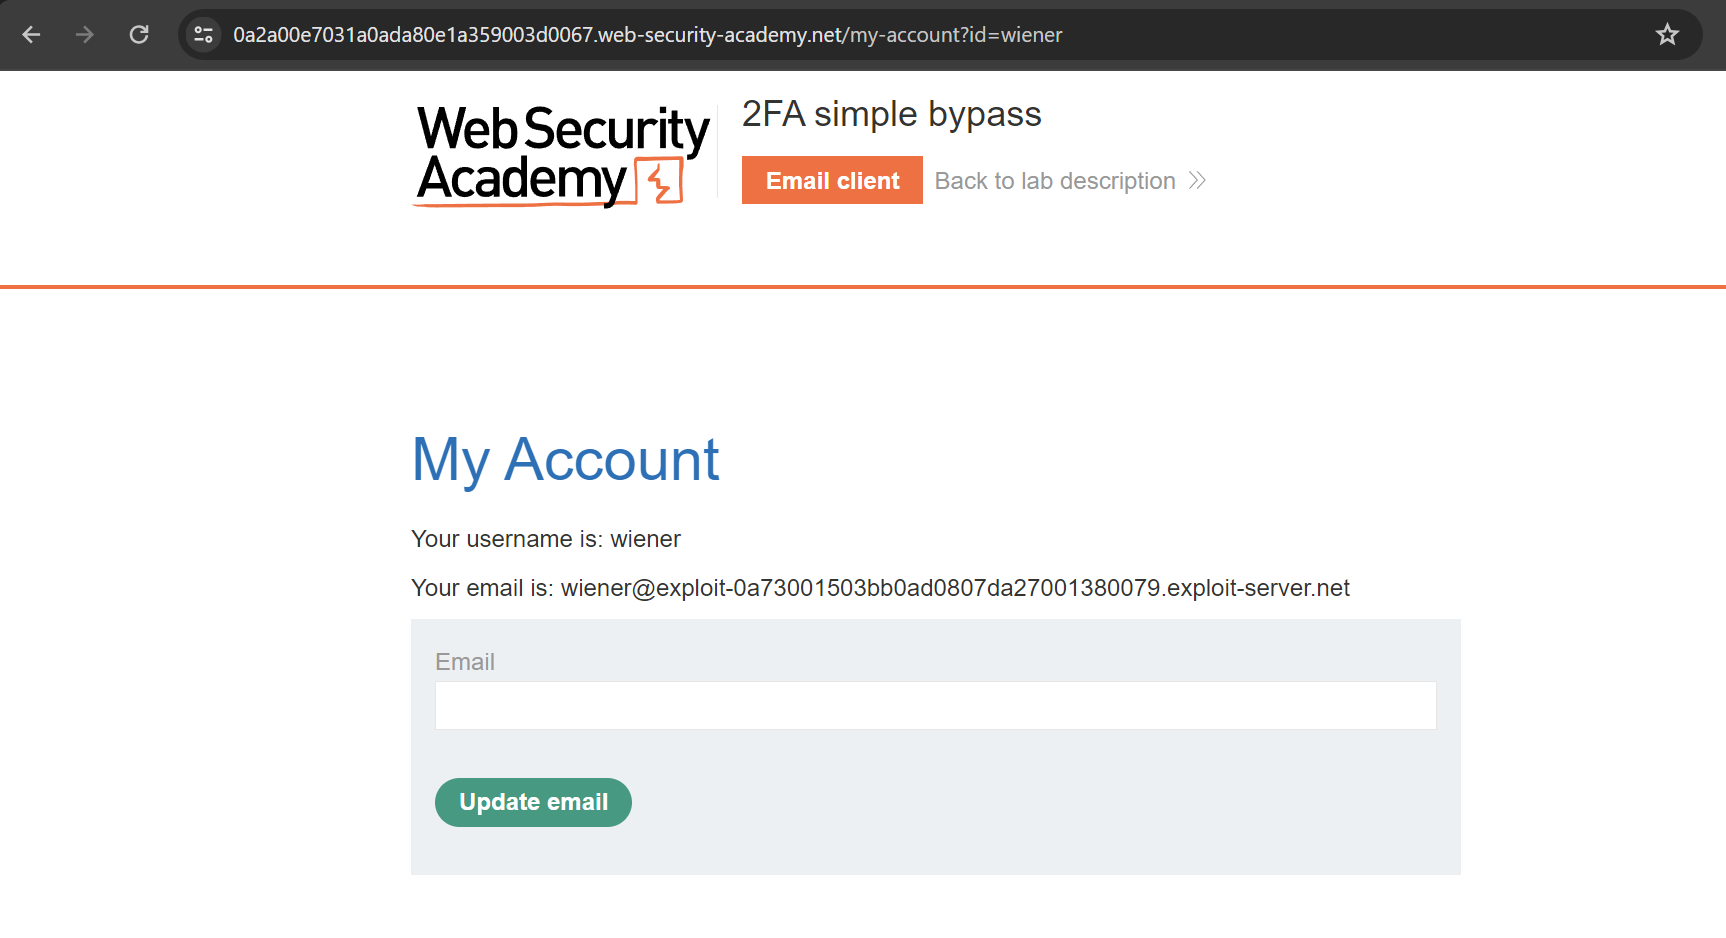 0a2a00e7031a0ada80e1a359003d0067.web-security-academy.net/my-account?id=wiener
Web Security
Academy
2FA simple bypass
Email client
Back to lab description
My Account
Your username is: wiener
Your email is: wiener@exploit-0a73001503bb0ad0807da27001380079.exploit-server.net
Email
Update email